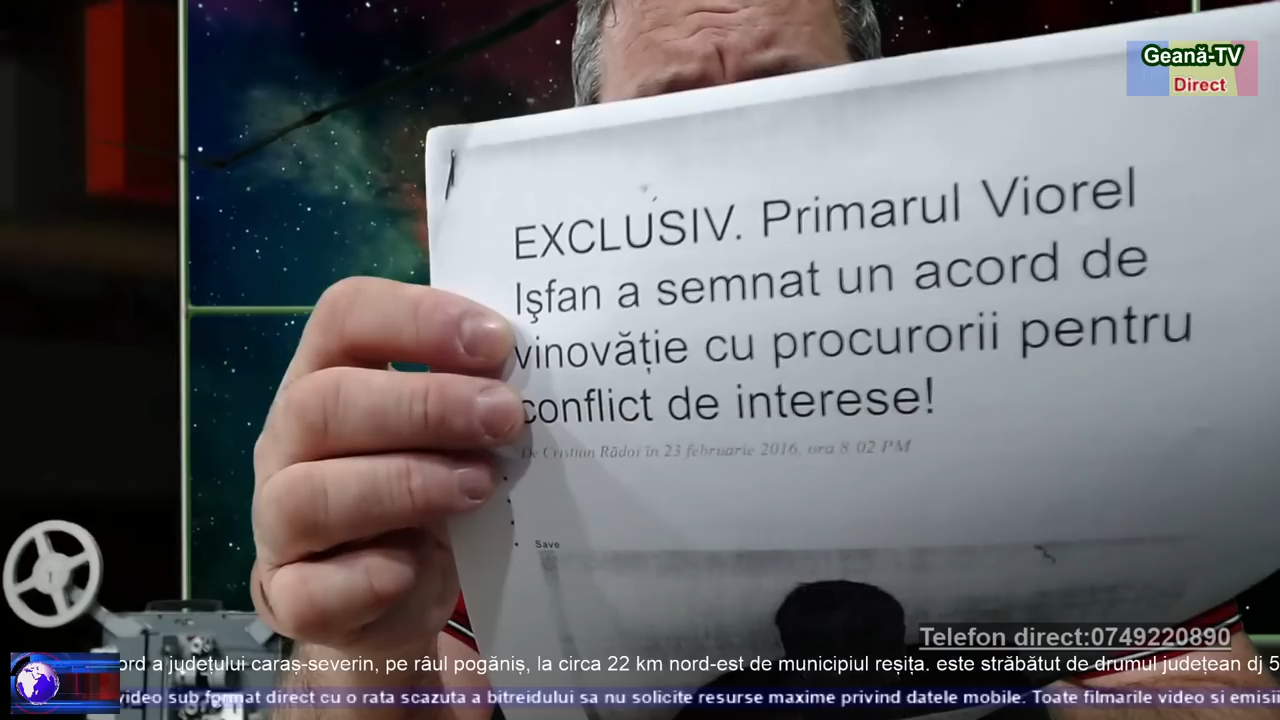 Geană-TV
Direct
EXCLUSIV. Primarul Viorel
Işfan a semnat un acord de
vinovăție cu procurorii pentru
conflict de interese!
De Cristian Rădoi în 23 februarie 2016, ora 8 02 PM
Save
Telefon direct:0749220890
ord a județului caraș-severin, pe râul pogăniș, la circa 22 km nord-est de municipiul reșița. este străbătut de drumul județean dj 5
video sub format direct cu o rata scazuta a bitreidului sa nu solicite resurse maxime privind datele mobile. Toate filmarile video si emisii